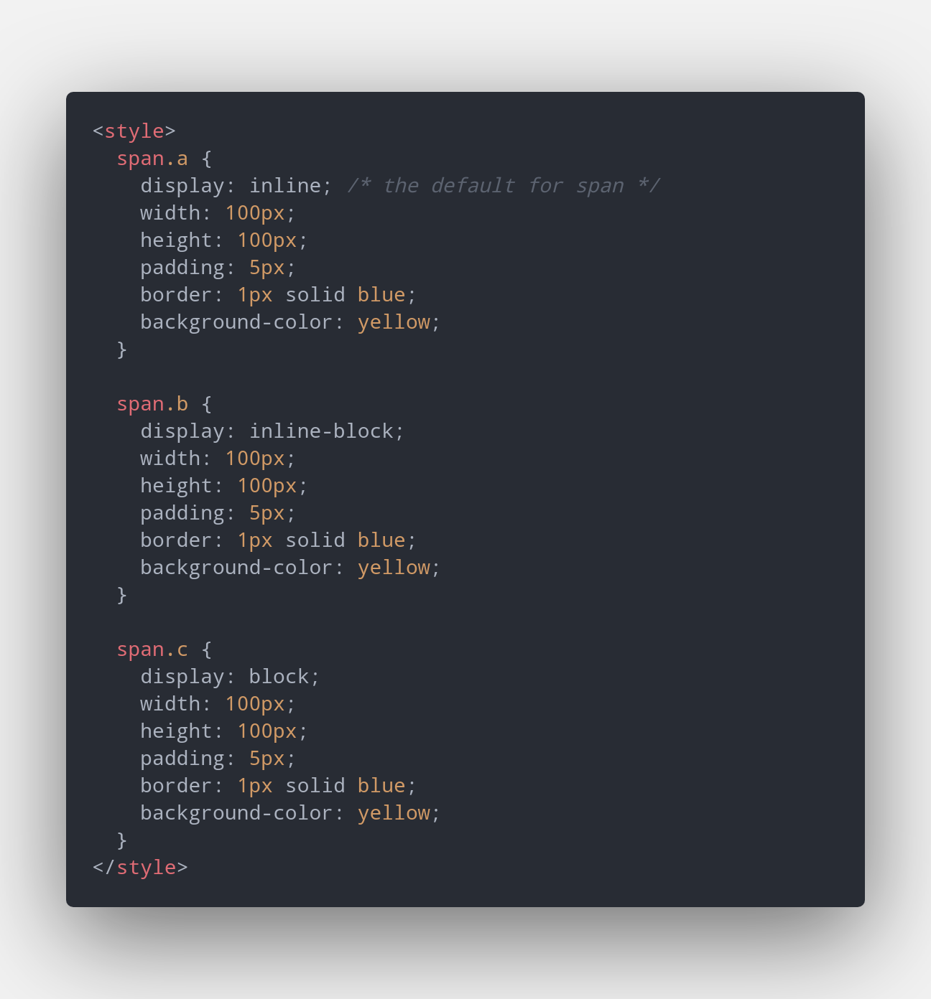 <style>
  span.a {
    display: inline; /* the default for span */
    width: 100px;
    height: 100px;
    padding: 5px;
    border: 1px solid blue;
    background-color: yellow;
  }

  span.b {
    display: inline-block;
    width: 100px;
    height: 100px;
    padding: 5px;
    border: 1px solid blue;
    background-color: yellow;
  }

  span.c {
    display: block;
    width: 100px;
    height: 100px;
    padding: 5px;
    border: 1px solid blue;
    background-color: yellow;
  }
</style>